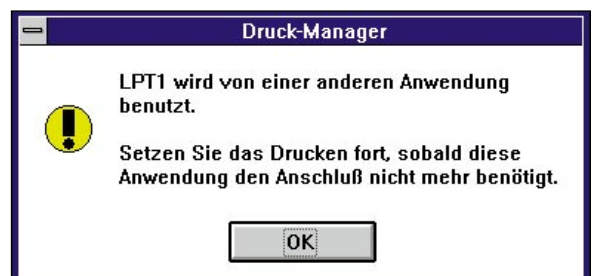 Druck-Manager
LPT1 wird von einer anderen Anwendung
benutzt.
Setzen Sie das Drucken fort, sobald diese
Anwendung den Anschluß nicht mehr benötigt.
OK